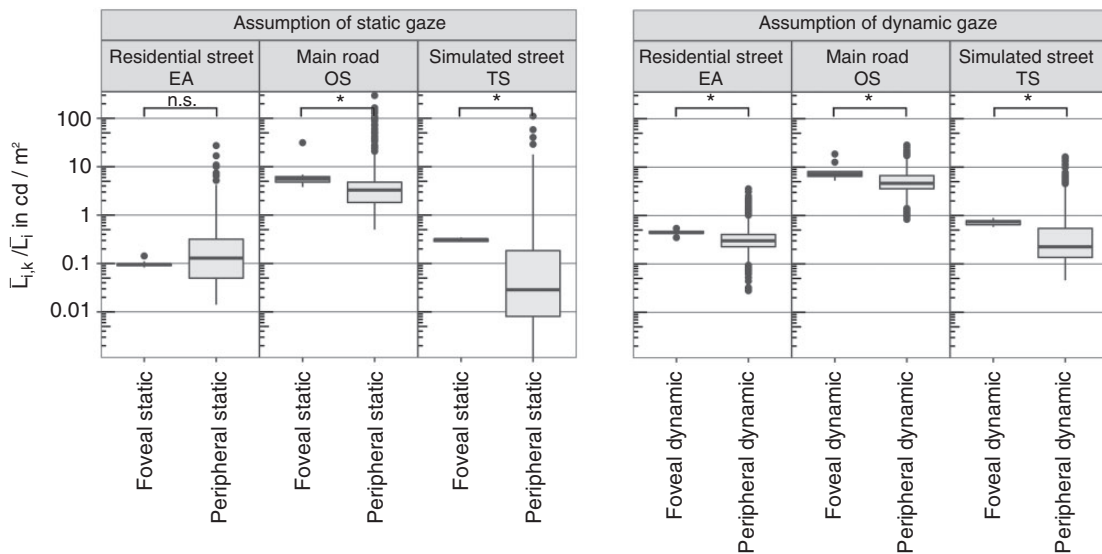 Assumption of static gaze
Residential street
EA
Main road
OS
Simulated street
TS
n.s.
*
*
100
10
1
0.1
0.01
L̅i,k /L̅i in cd / m²
Foveal static
Peripheral static
Foveal static
Peripheral static
Foveal static
Peripheral static
Assumption of dynamic gaze
Residential street
EA
Main road
OS
Simulated street
TS
*
*
*
Foveal dynamic
Peripheral dynamic
Foveal dynamic
Peripheral dynamic
Foveal dynamic
Peripheral dynamic